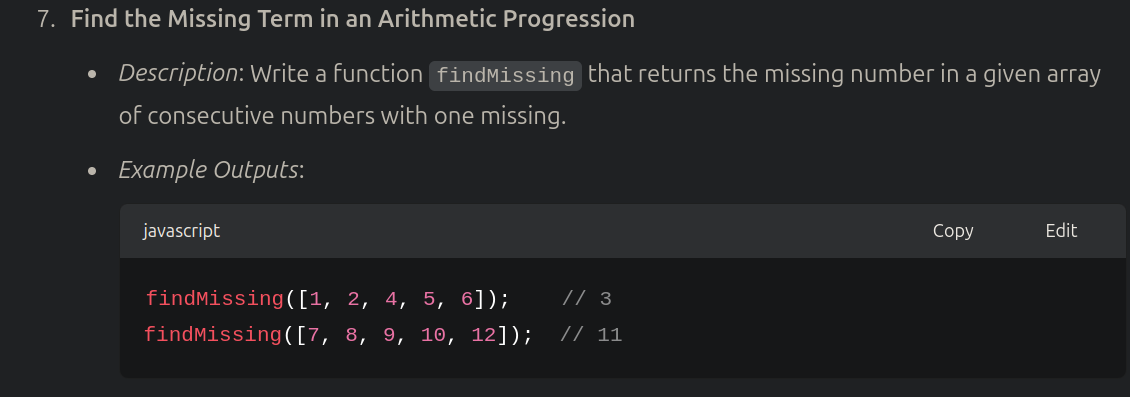 7. Find the Missing Term in an Arithmetic Progression
• Description: Write a function findMissing that returns the missing number in a given array
of consecutive numbers with one missing.
• Example Outputs:
javascript Copy Edit
findMissing([1, 2, 4, 5, 6]); // 3
findMissing([7, 8, 9, 10, 12]); // 11